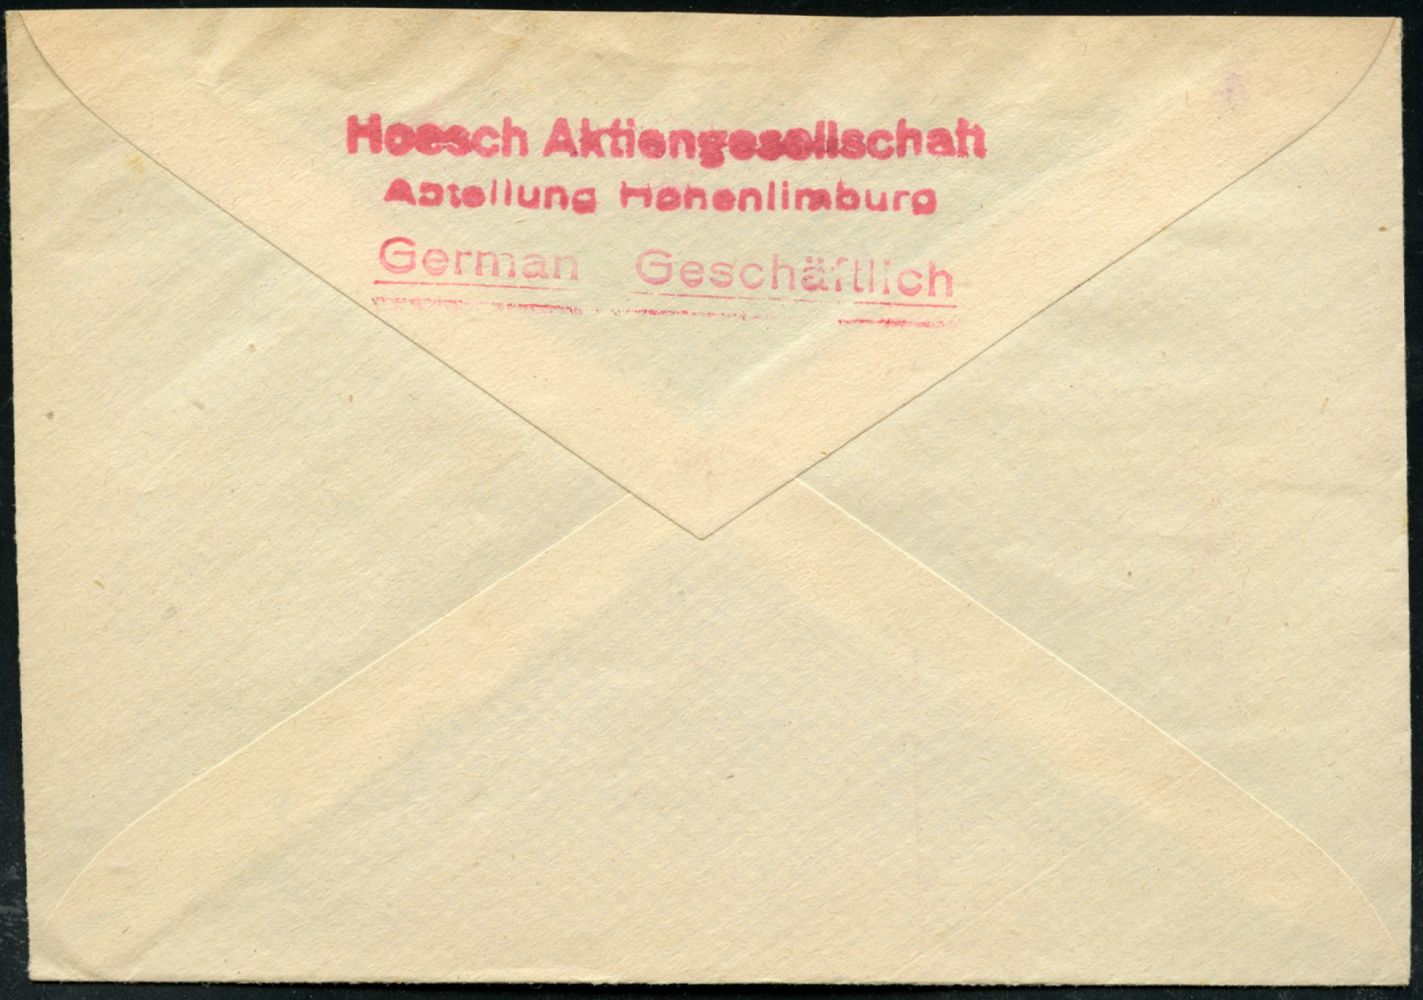 Hoesch Aktiengesellschaft
Abteilung Hohenlimburg
German Geschäftlich